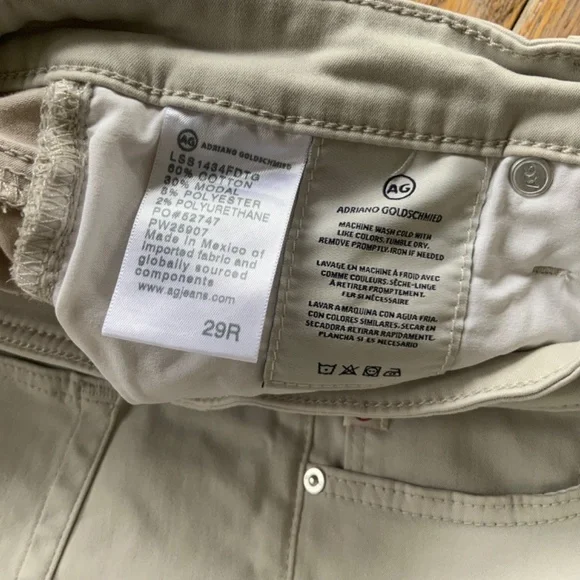 AG ADRIANO GOLDSCHMIED
LSS1434FDTG
60% COTTON
30% MODAL
8% POLYESTER
2% POLYURETHANE
PO#52747
PW25907
Made in Mexico of
imported fabric and
globally sourced
components
www.agjeans.com
29R
AG
ADRIANO GOLDSCHMIED
MACHINE WASH COLD WITH
LIKE COLORS. TUMBLE DRY.
REMOVE PROMPTLY. IRON IF NEEDED
LAVAGE EN MACHINE À FROID AVEC
COMME COULEURS. SÈCHE-LINGE
À RETIRER PROMPTEMENT.
FER SI NÉCESSAIRE
LAVAR A MAQUINA CON AGUA FRIA.
CON COLORES SIMILARES. SECAR EN
SECADORA RETIRAR RAPIDAMENTE.
PLANCHA SI ES NECESARIO